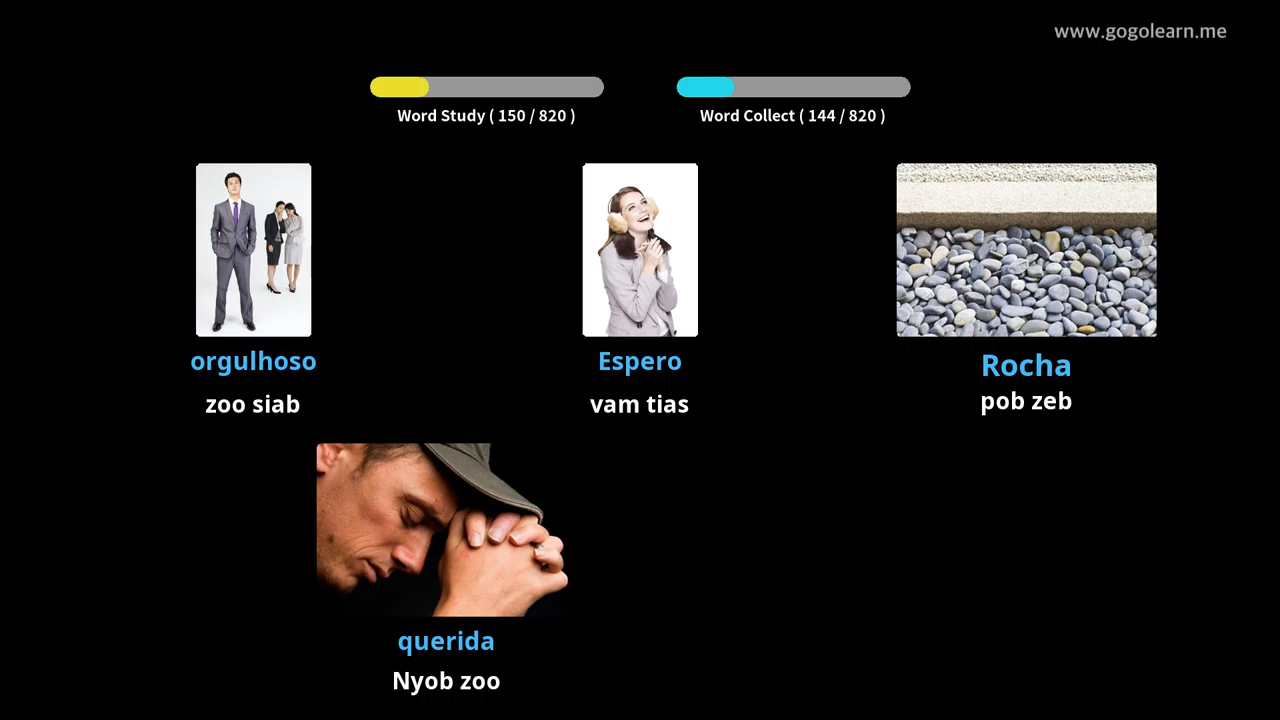 www.gogolearn.me
Word Study ( 150 / 820 )
Word Collect ( 144 / 820 )
orgulhoso
zoo siab
Espero
vam tias
Rocha
pob zeb
querida
Nyob zoo